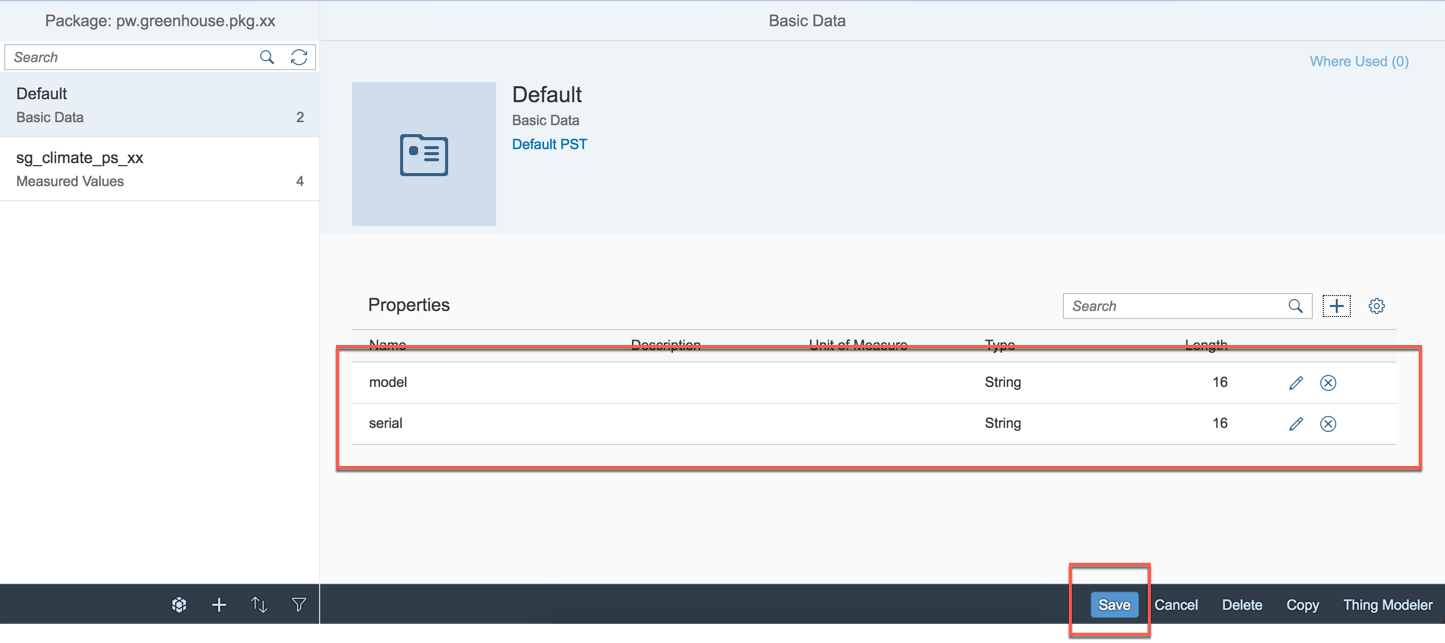 Package: pw.greenhouse.pkg.xx
Basic Data
Search
Default
Basic Data 2
sg_climate_ps_xx
Measured Values 4
Where Used (0)
Default
Basic Data
Default PST
Properties
Search
Name Description Unit of Measure Type Length
model String 16
serial String 16
Save Cancel Delete Copy Thing Modeler